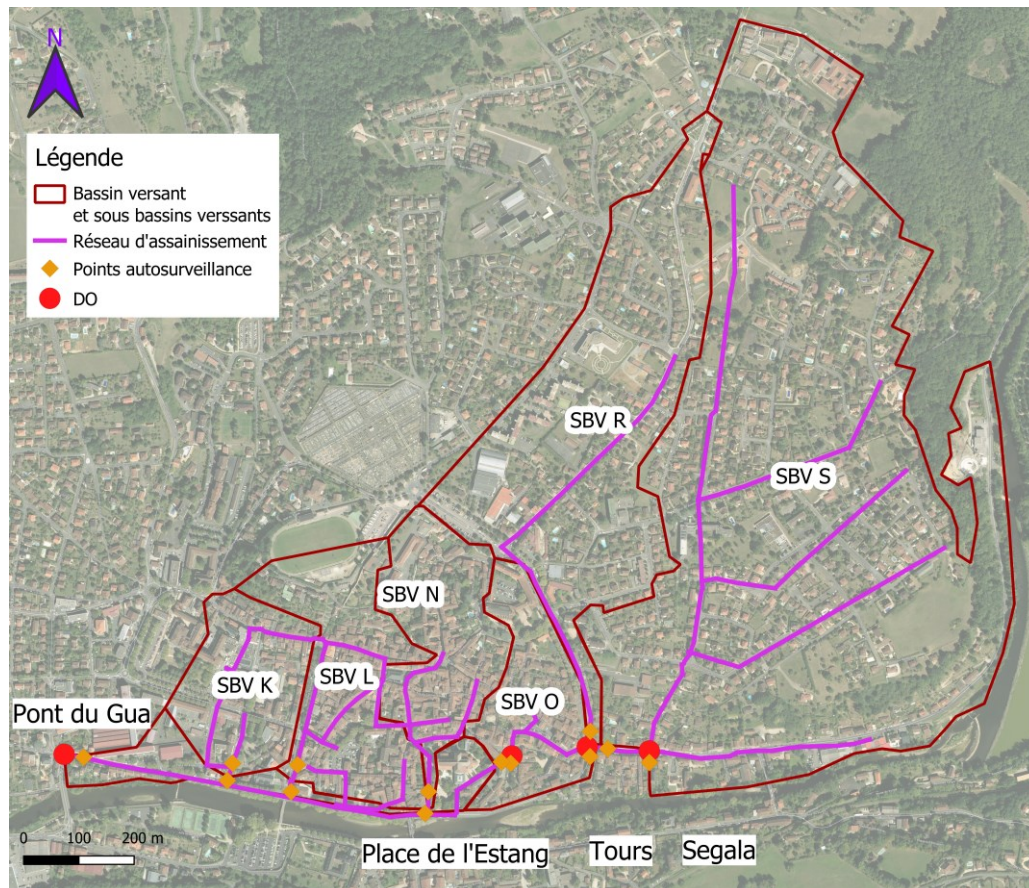 N
Légende
Bassin versant
et sous bassins verssants
Réseau d'assainissement
Points autosurveillance
DO
SBV R
SBV S
SBV N
SBV K
SBV L
SBV O
Pont du Gua
0 100 200 m
Place de l'Estang
Tours
Segala